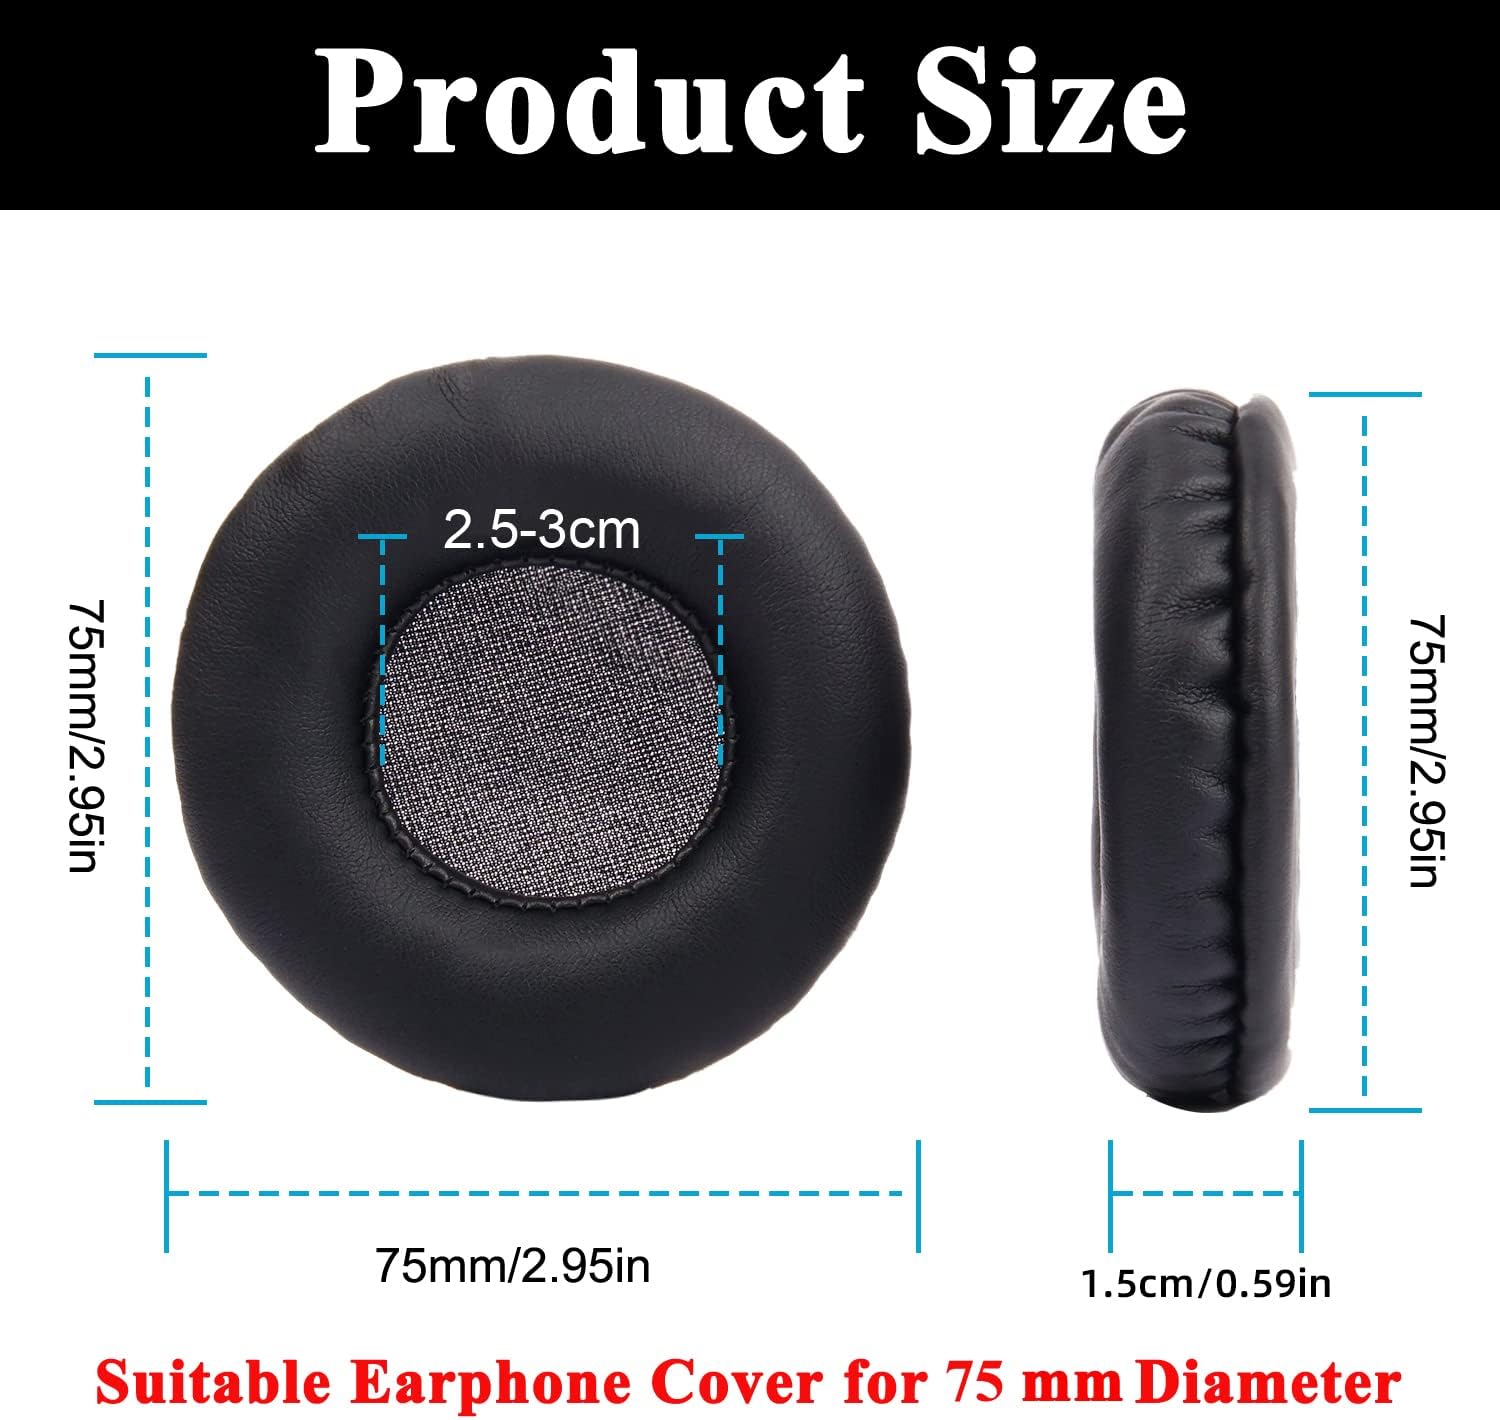 Product Size
2.5-3cm
75mm/2.95in
75mm/2.95in
75mm/2.95in
1.5cm/0.59in
Suitable Earphone Cover for 75 mm Diameter